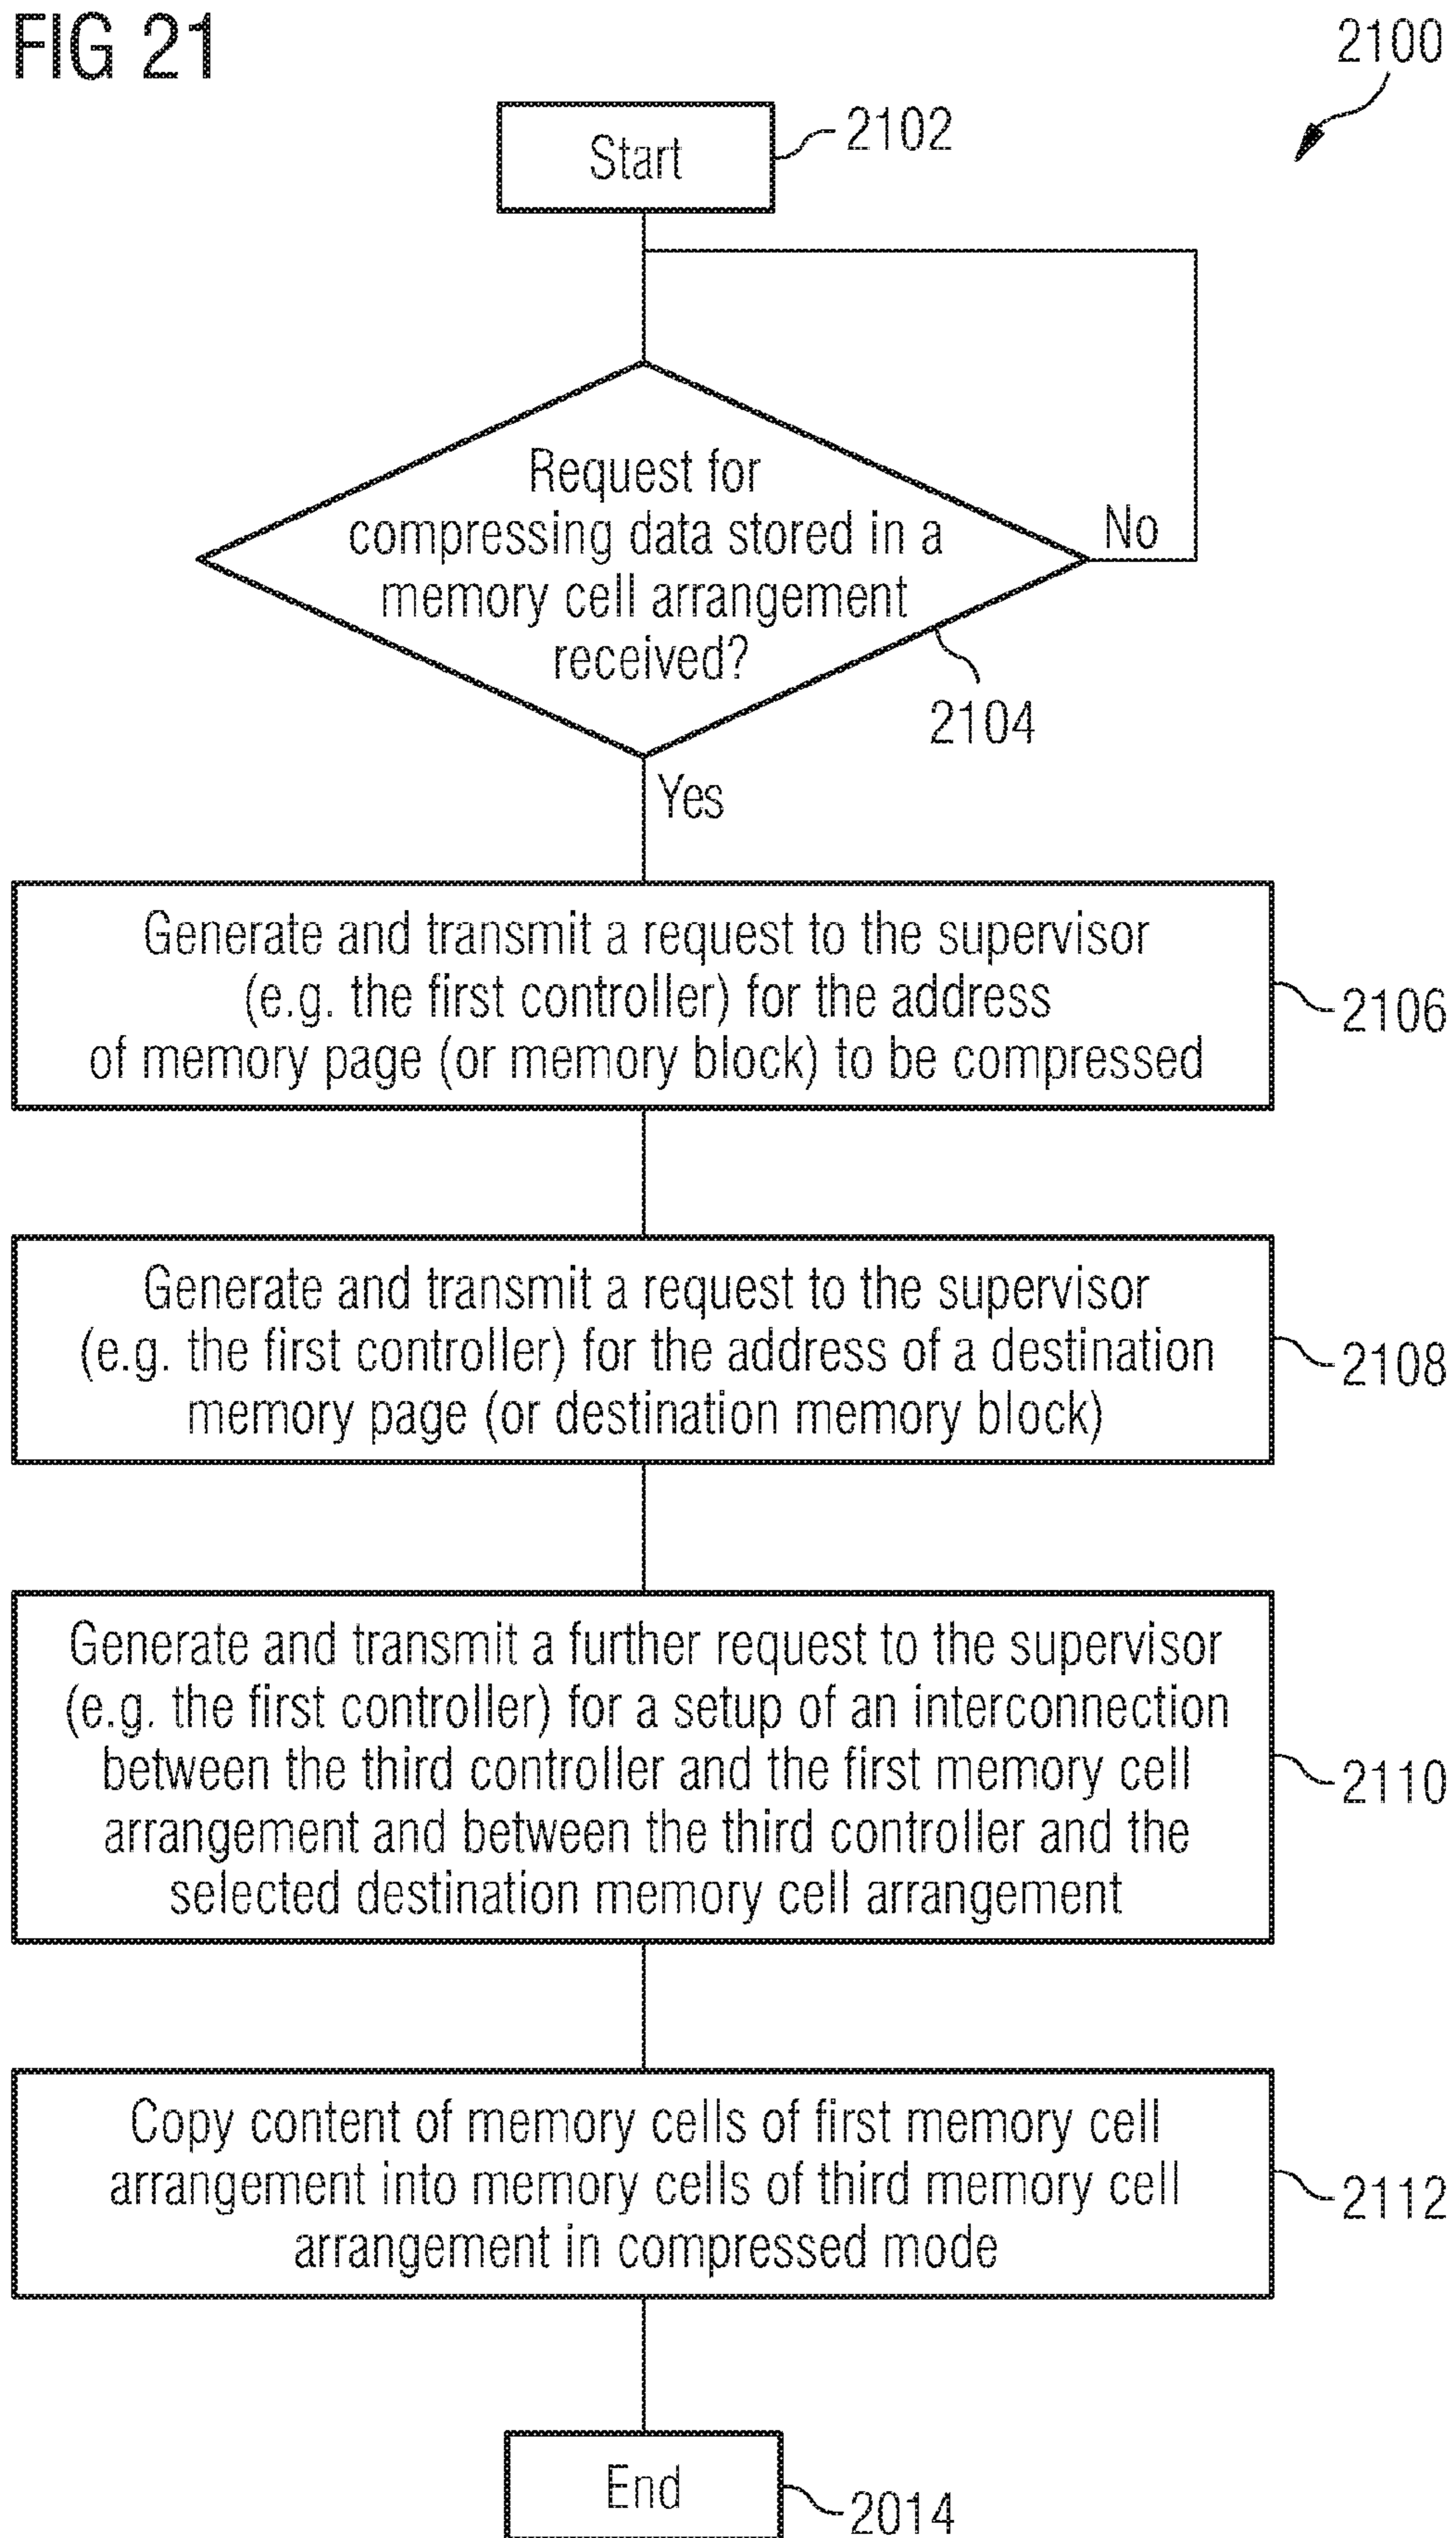 FIG 21
2100
Start
2102
Request for
compressing data stored in a
memory cell arrangement
received?
No
2104
Yes
Generate and transmit a request to the supervisor
(e.g. the first controller) for the address
of memory page (or memory block) to be compressed
2106
Generate and transmit a request to the supervisor
(e.g. the first controller) for the address of a destination
memory page (or destination memory block)
2108
Generate and transmit a further request to the supervisor
(e.g. the first controller) for a setup of an interconnection
between the third controller and the first memory cell
arrangement and between the third controller and the
selected destination memory cell arrangement
2110
Copy content of memory cells of first memory cell
arrangement into memory cells of third memory cell
arrangement in compressed mode
2112
End
2014